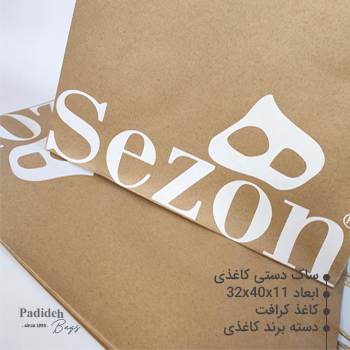 Sezon®
ساک دستی کاغذی
ابعاد 32x40x11
کاغذ کرافت
دسته برند کاغذی
Padideh
. since 1999 .
Bags